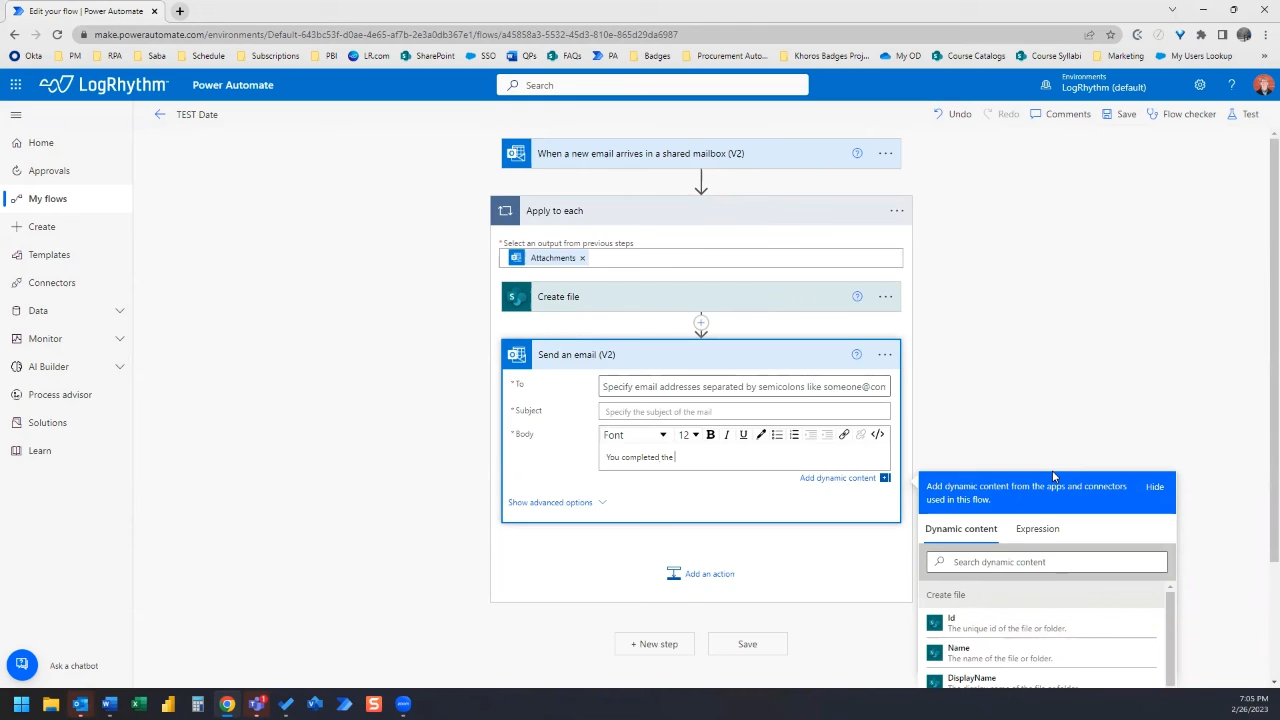 Edit your flow | Power Automate
make.powerautomate.com/environments/Default-643bc53f-d0ae-4e65-af7b-2e3a0db367e1/flows/a45858a3-5532-45d3-810e-865d29da6987
Okta PM RPA Sabio Schedule Subscriptions PBI LR.com SharePoint SSO QPs FAQs PA Badges Procurement Auto... Khoros Badges Proj... My OD Course Catalogs Course Syllabi Marketing My Users Lookup »
LogRhythm Power Automate
Search
Environments
LogRhythm (default)
TEST Date
Undo Redo Comments Save Flow checker Test
Home
Approvals
My flows
Create
Templates
Connectors
Data
Monitor
AI Builder
Process advisor
Solutions
Learn
Ask a chatbot
When a new email arrives in a shared mailbox (V2)
Apply to each
* Select an output from previous steps
Attachments ×
Create file
Send an email (V2)
* To
Specify email addresses separated by semicolons like someone@con
* Subject
Specify the subject of the mail
* Body
Font 12 B I U </>
You completed the
Add dynamic content
Show advanced options
Add an action
+ New step
Save
Add dynamic content from the apps and connectors
used in this flow.
Hide
Dynamic content Expression
Search dynamic content
Create file
Id
The unique id of the file or folder.
Name
The name of the file or folder.
DisplayName
The display name of the file or folder.
7:05 PM
2/26/2023